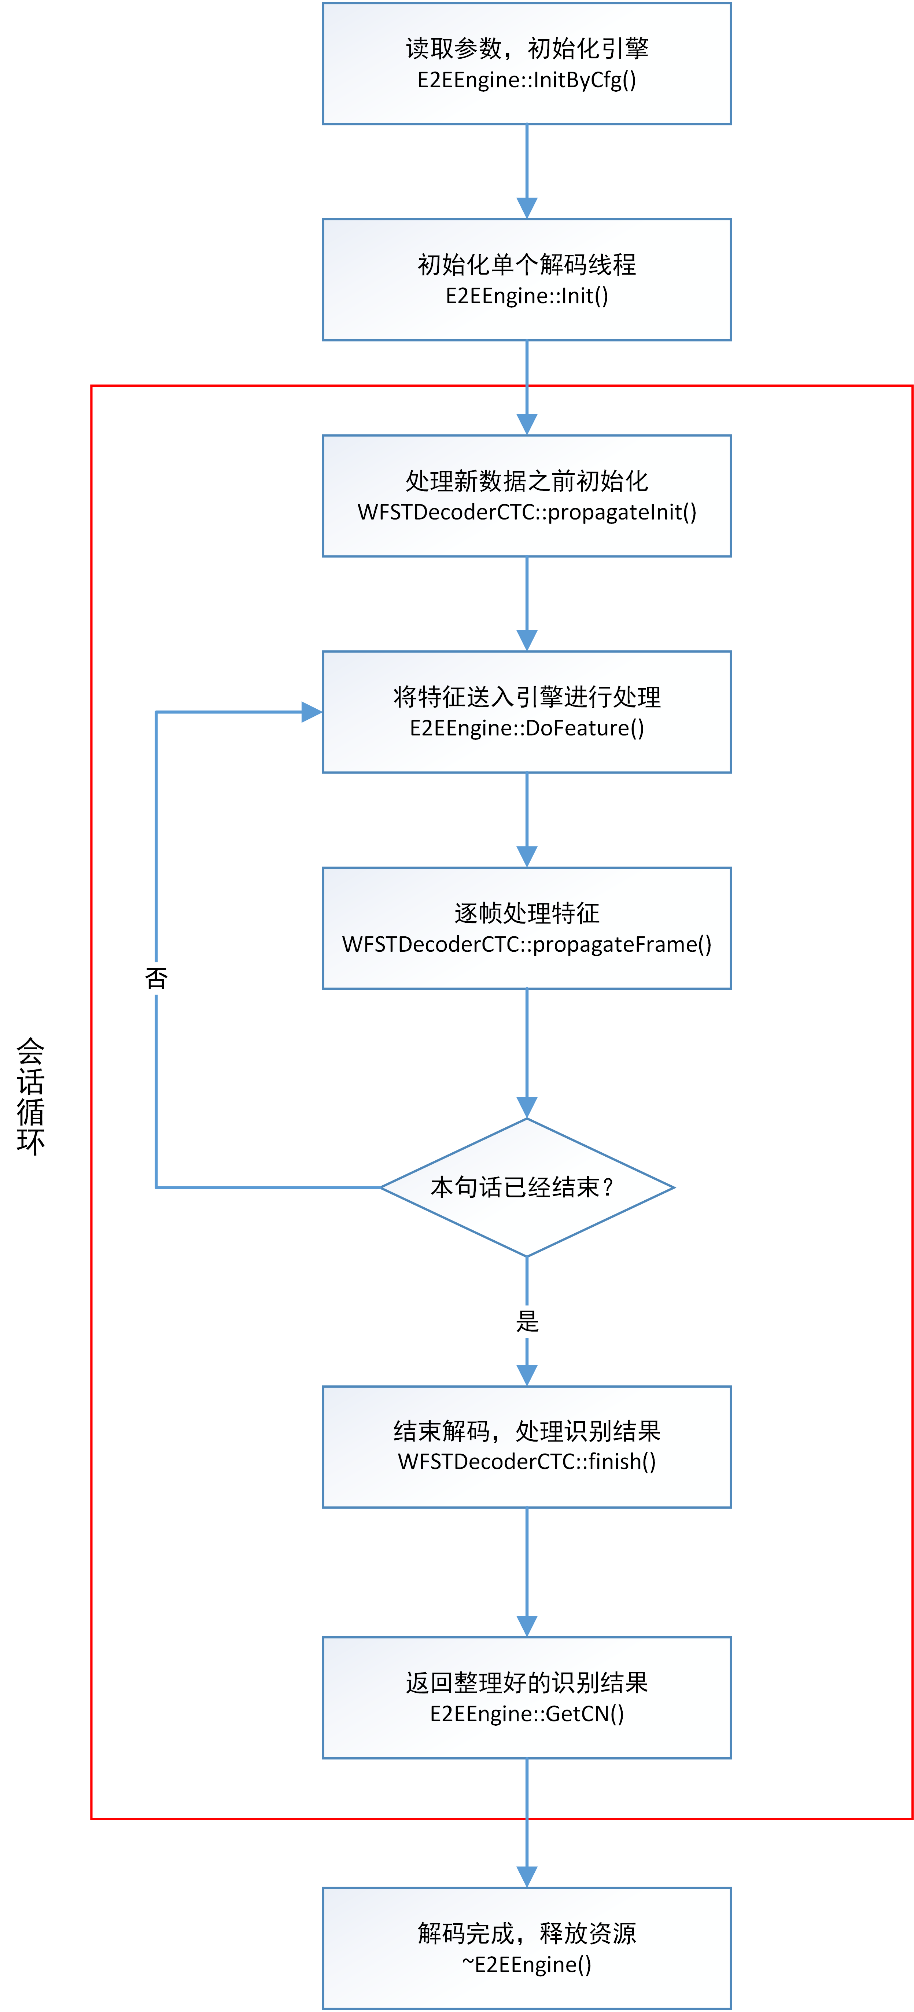 读取参数，初始化引擎
E2EEngine::InitByCfg()
初始化单个解码线程
E2EEngine::Init()
处理新数据之前初始化
WFSTDecoderCTC::propagateInit()
将特征送入引擎进行处理
E2EEngine::DoFeature()
逐帧处理特征
WFSTDecoderCTC::propagateFrame()
否
会话循环
本句话已经结束？
是
结束解码，处理识别结果
WFSTDecoderCTC::finish()
返回整理好的识别结果
E2EEngine::GetCN()
解码完成，释放资源
~E2EEngine()